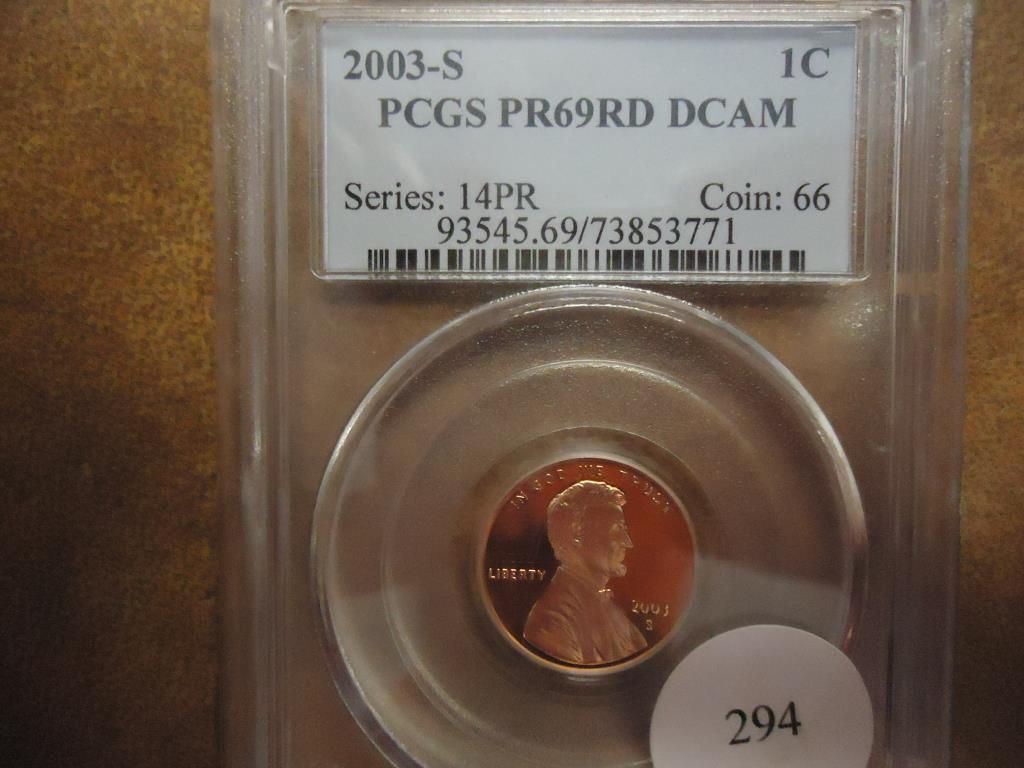 2003-S 1C
PCGS PR69RD DCAM
Series: 14PR Coin: 66
93545.69/73853771
IN GOD WE TRUST
LIBERTY
2003
S
294